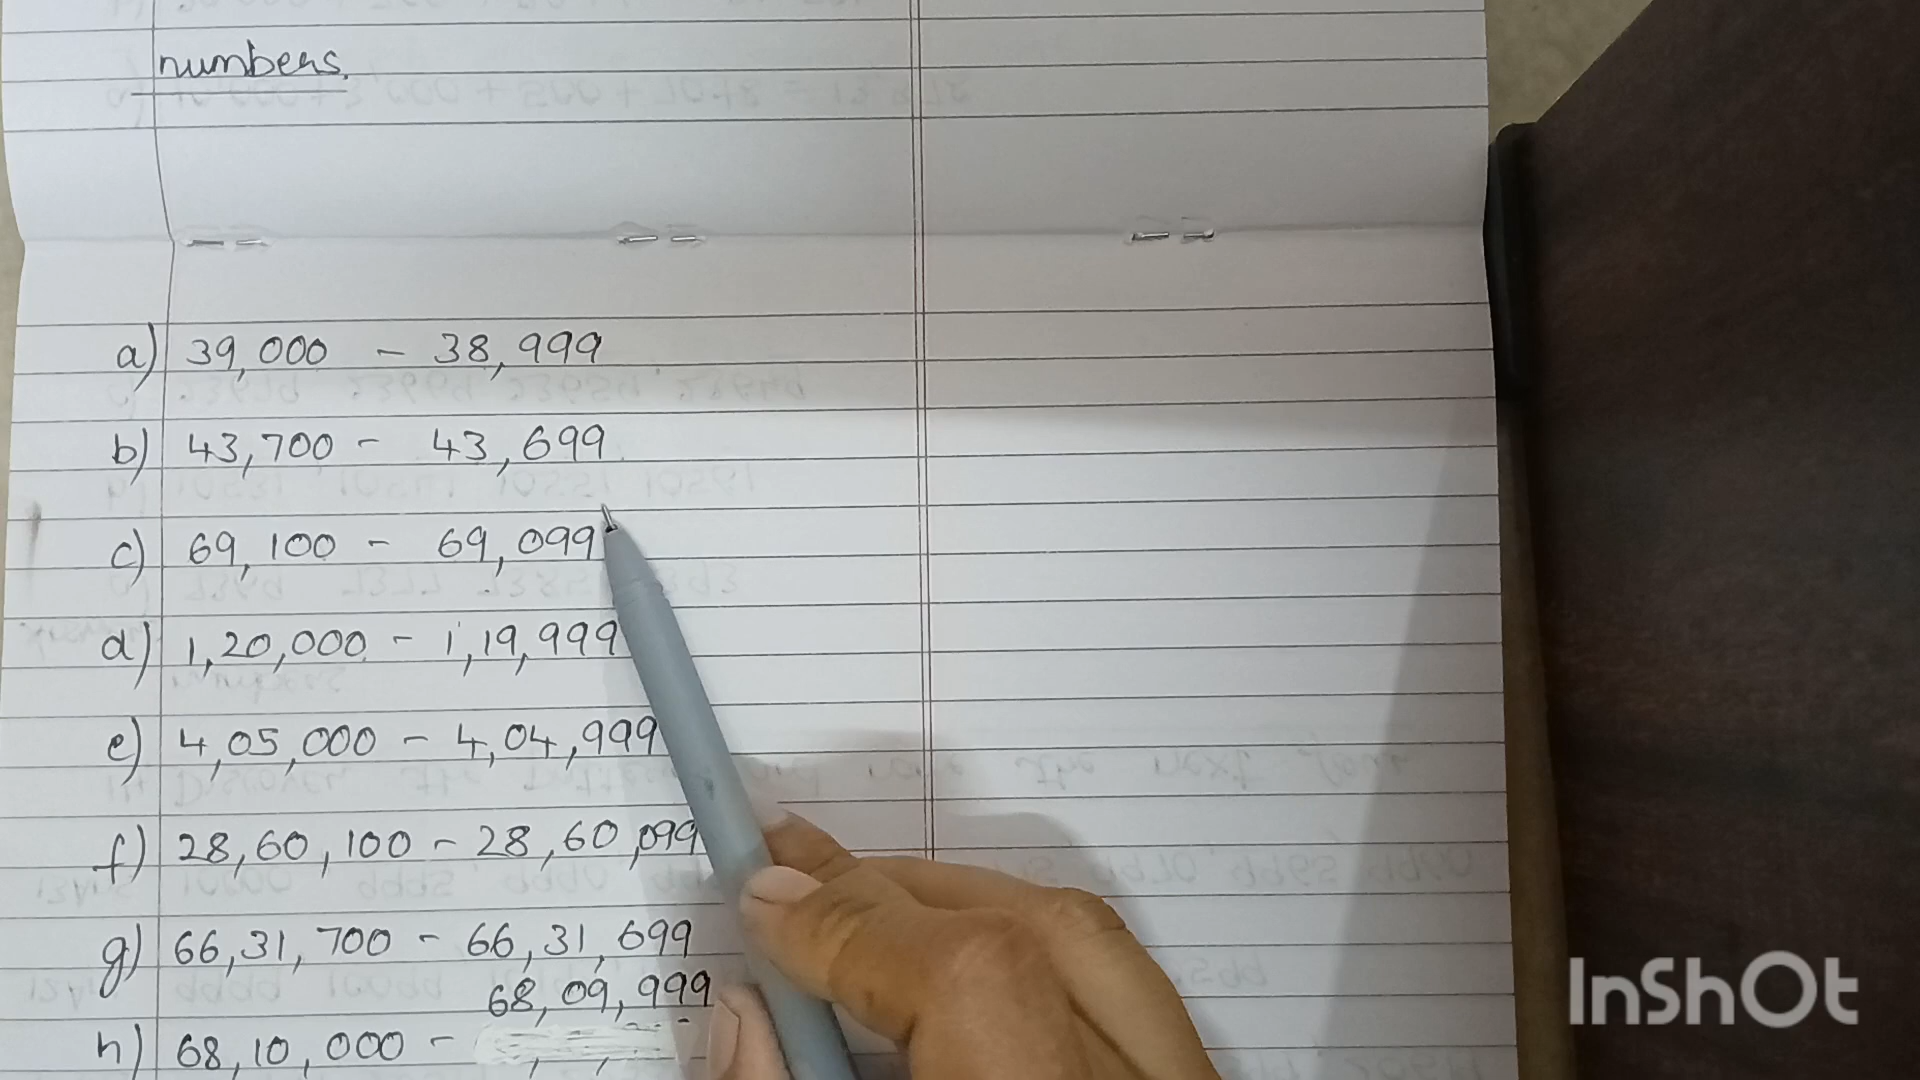 numbers.
a) 39,000 - 38,999
b) 43,700 - 43,699
c) 69,100 - 69,099
d) 1,20,000 - 1,19,999
e) 4,05,000 - 4,04,999
f) 28,60,100 - 28,60,099
g) 66,31,700 - 66,31,699
68,09,999
h) 68,10,000 -
InShOt